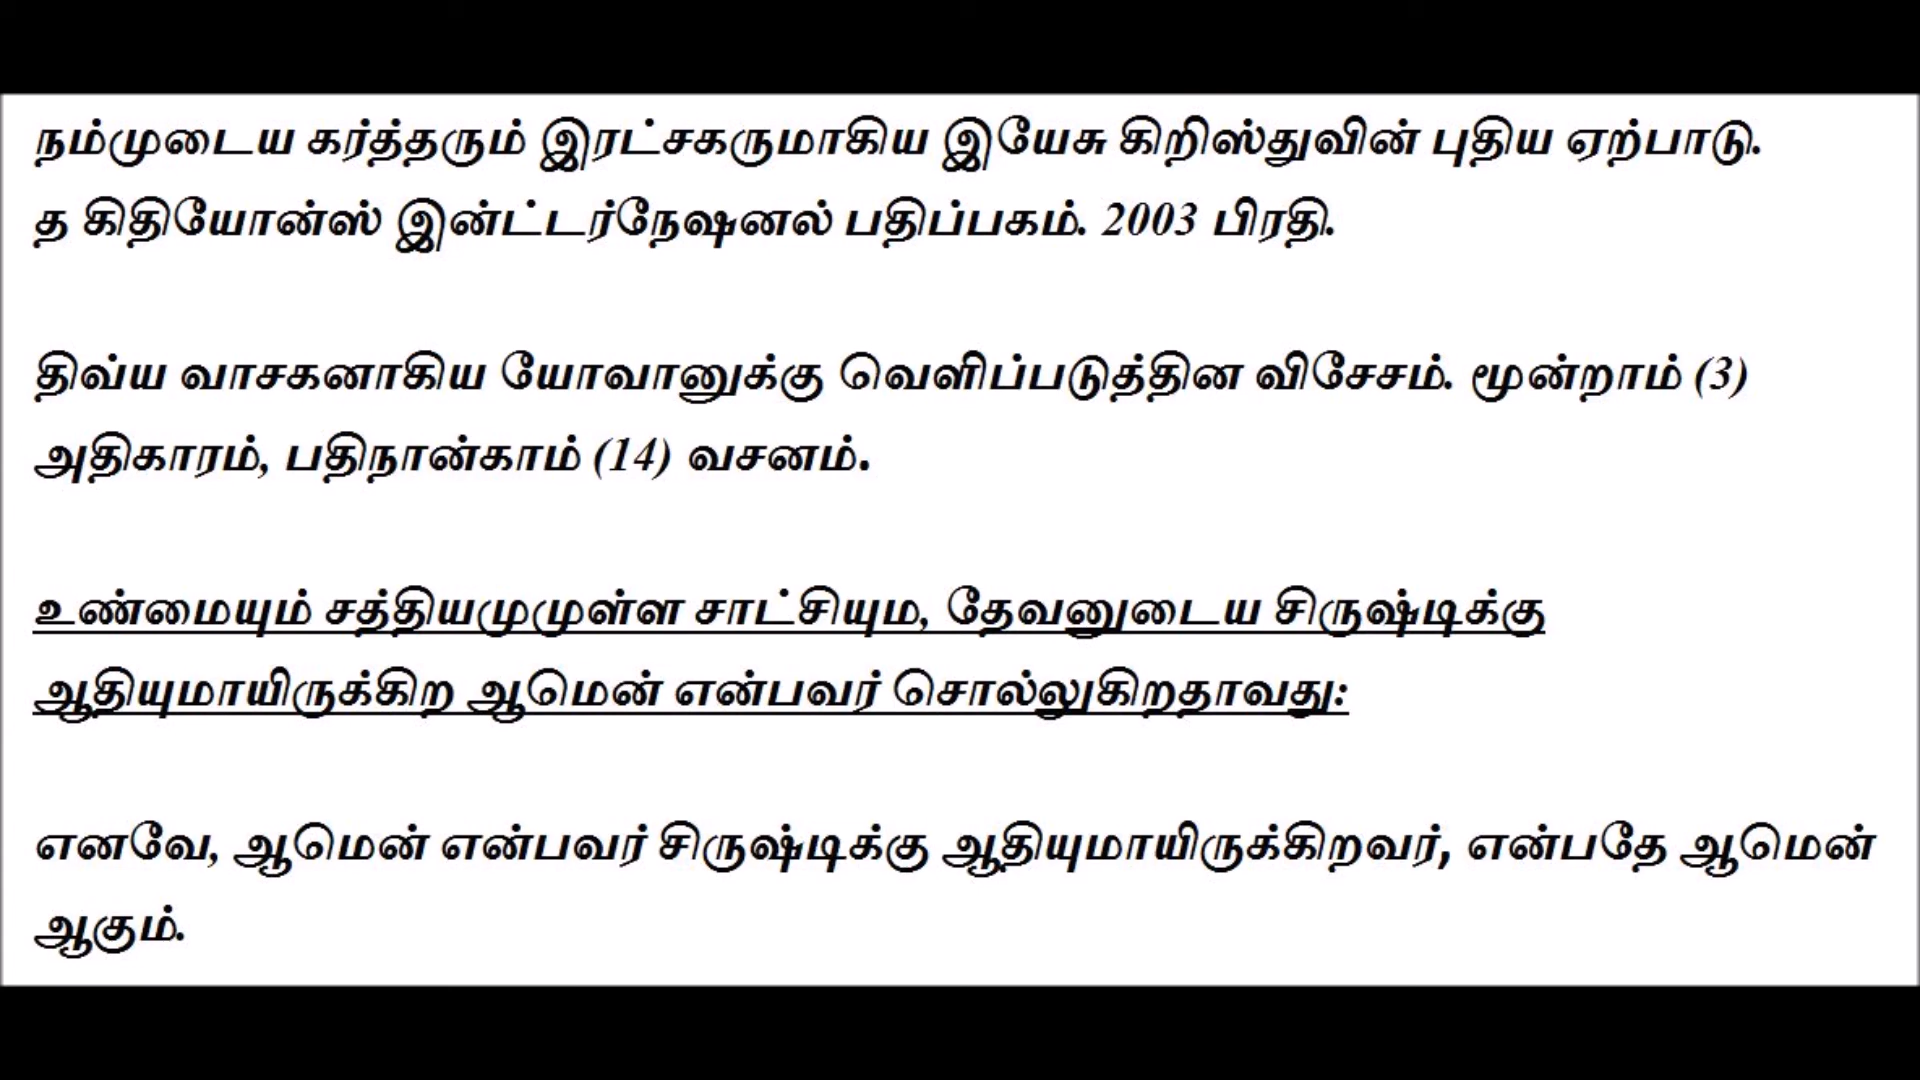 நம்முடைய கர்த்தரும் இரட்சகருமாகிய இயேசு கிறிஸ்துவின் புதிய ஏற்பாடு.
த கிதியோன்ஸ் இன்ட்டர்நேஷனல் பதிப்பகம். 2003 பிரதி.
திவ்ய வாசகனாகிய யோவானுக்கு வெளிப்படுத்தின விசேசம். மூன்றாம் (3)
அதிகாரம், பதிநான்காம் (14) வசனம்.
உண்மையும் சத்தியமுமுள்ள சாட்சியும, தேவனுடைய சிருஷ்டிக்கு
ஆதியுமாயிருக்கிற ஆமென் என்பவர் சொல்லுகிறதாவது:
எனவே, ஆமென் என்பவர் சிருஷ்டிக்கு ஆதியுமாயிருக்கிறவர், என்பதே ஆமென்
ஆகும்.